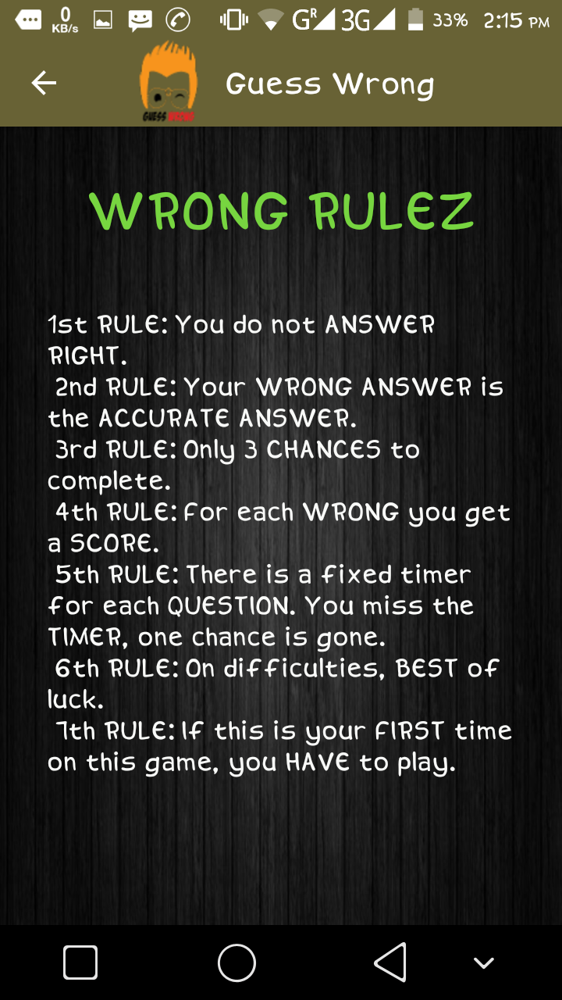 0
KB/s
G R 3G 33% 2:15 PM
GUESS WRONG
Guess Wrong
WRONG RULEZ
1st RULE: You do not ANSWER
RIGHT.
2nd RULE: Your WRONG ANSWER is
the ACCURATE ANSWER.
3rd RULE: Only 3 CHANCES to
complete.
4th RULE: For each WRONG you get
a SCORE.
5th RULE: There is a fixed timer
for each QUESTION. You miss the
TIMER, one chance is gone.
6th RULE: On difficulties, BEST of
luck.
7th RULE: If this is your FIRST time
on this game, you HAVE to play.